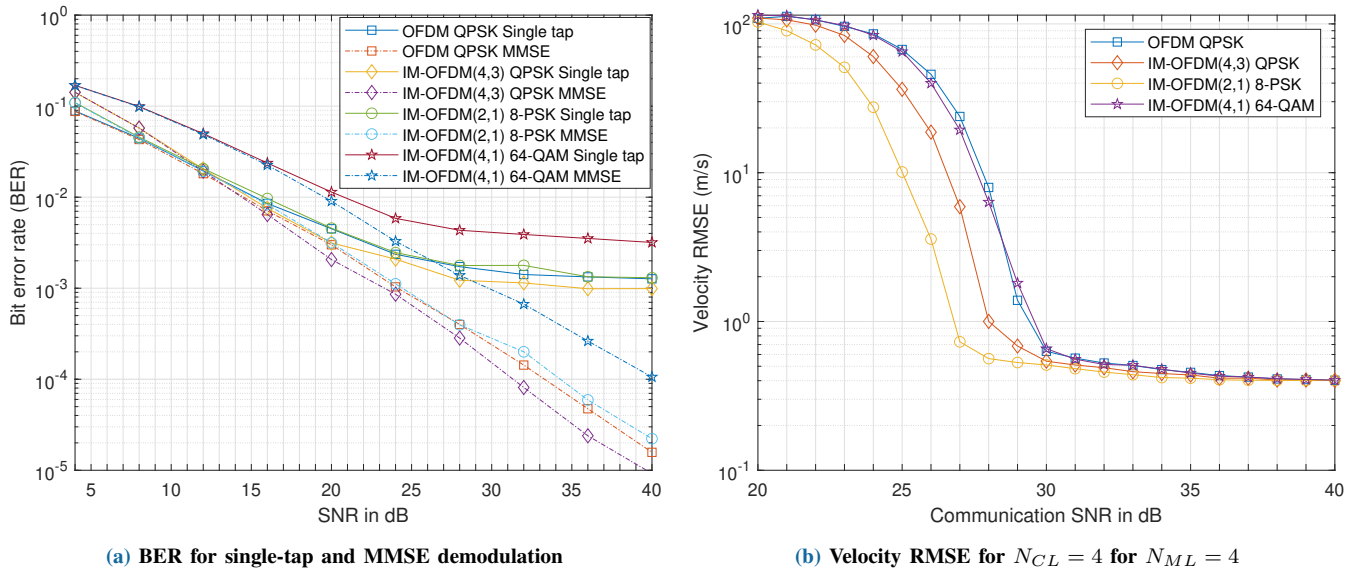 10^0
10^-1
10^-2
10^-3
10^-4
10^-5
Bit error rate (BER)
5 10 15 20 25 30 35 40
SNR in dB
OFDM QPSK Single tap
OFDM QPSK MMSE
IM-OFDM(4,3) QPSK Single tap
IM-OFDM(4,3) QPSK MMSE
IM-OFDM(2,1) 8-PSK Single tap
IM-OFDM(2,1) 8-PSK MMSE
IM-OFDM(4,1) 64-QAM Single tap
IM-OFDM(4,1) 64-QAM MMSE
(a) BER for single-tap and MMSE demodulation
10^2
10^1
10^0
10^-1
Velocity RMSE (m/s)
20 25 30 35 40
Communication SNR in dB
OFDM QPSK
IM-OFDM(4,3) QPSK
IM-OFDM(2,1) 8-PSK
IM-OFDM(4,1) 64-QAM
(b) Velocity RMSE for N_{CL} = 4 for N_{ML} = 4